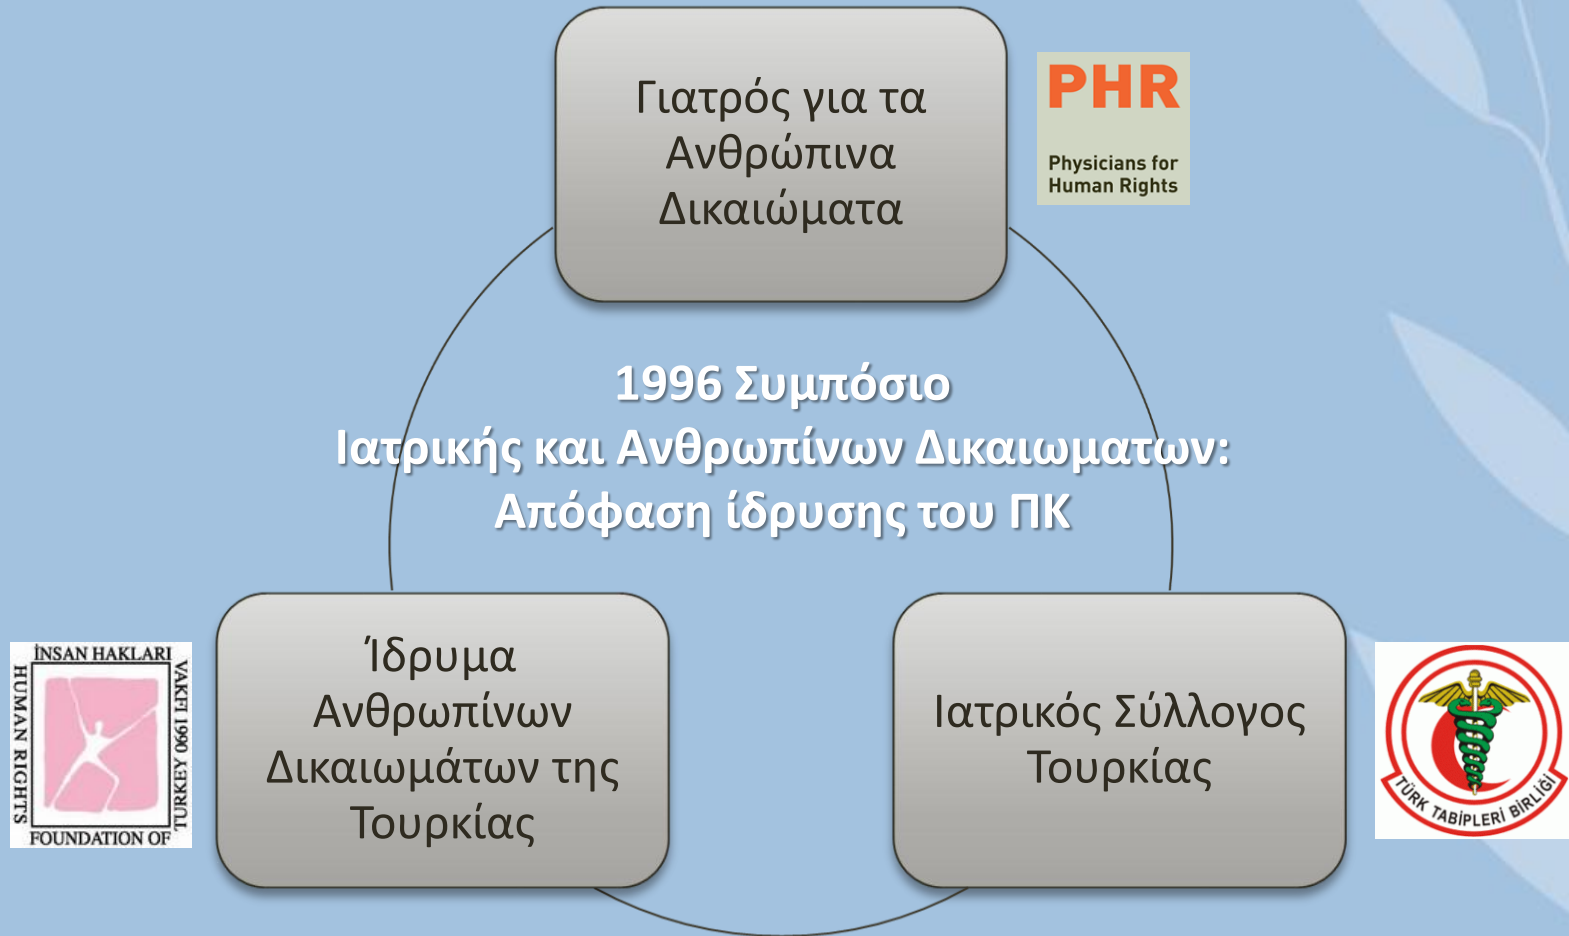 Γιατρός για τα
Ανθρώπινα
Δικαιώματα
PHR
Physicians for
Human Rights
1996 Συμπόσιο
Ιατρικής και Ανθρωπίνων Δικαιωματων:
Απόφαση ίδρυσης του ΠΚ
İNSAN HAKLARI
VAKFI 1990
HUMAN RIGHTS
FOUNDATION OF
TURKEY
Ίδρυμα
Ανθρωπίνων
Δικαιωμάτων της
Τουρκίας
Ιατρικός Σύλλογος
Τουρκίας
TÜRK TABİPLERİ BİRLİĞİ